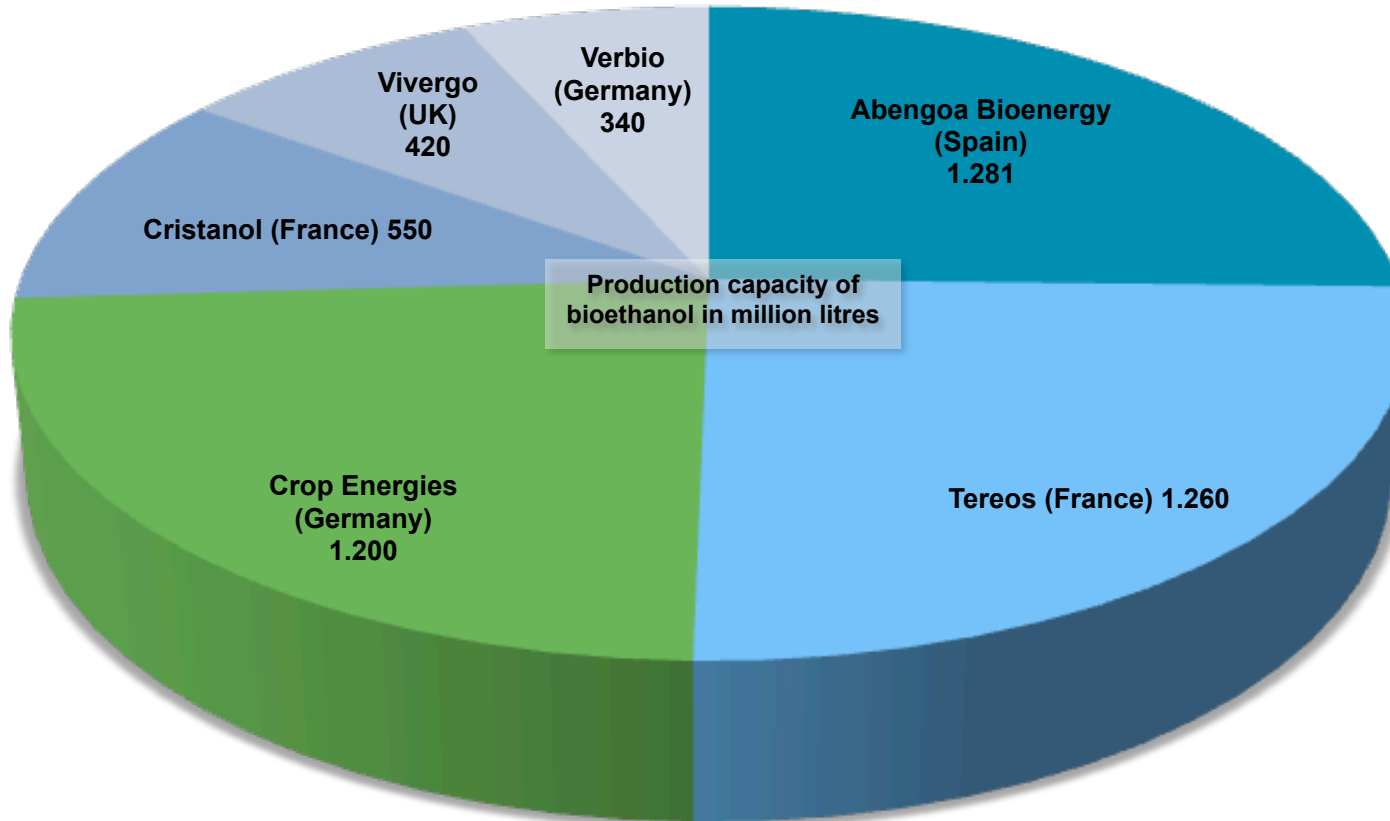 Verbio
(Germany)
340
Vivergo
(UK)
420
Abengoa Bioenergy
(Spain)
1.281
Cristanol (France) 550
Production capacity of
bioethanol in million litres
Crop Energies
(Germany)
1.200
Tereos (France) 1.260